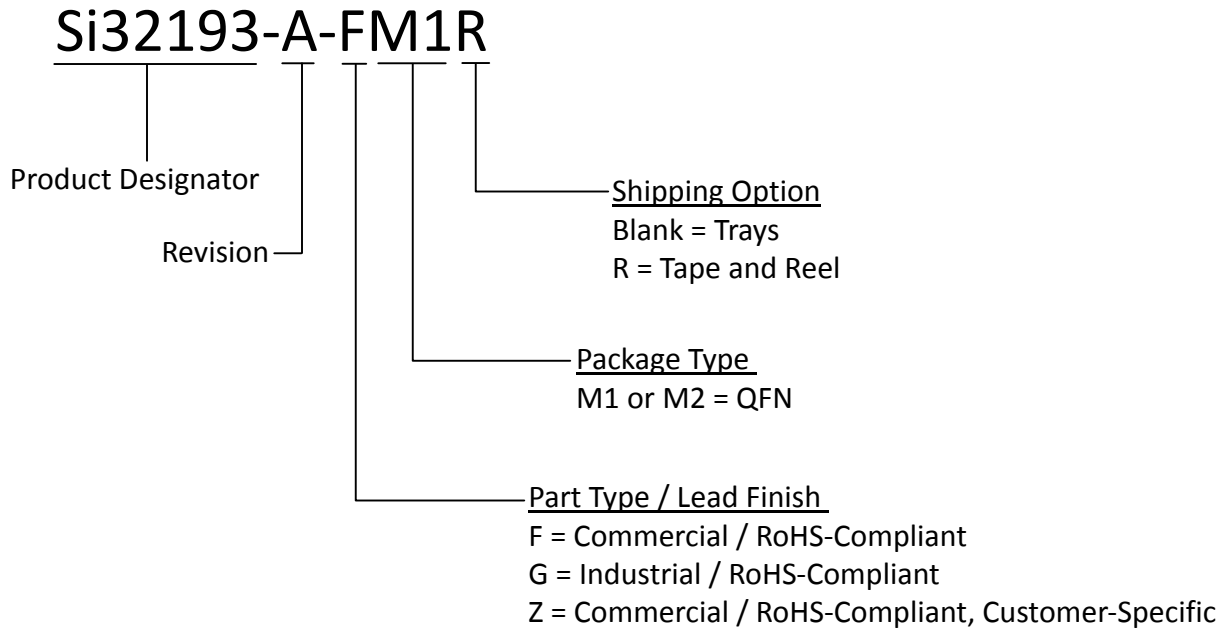 Si32193-A-FM1R
Product Designator
Revision
Shipping Option
Blank = Trays
R = Tape and Reel
Package Type
M1 or M2 = QFN
Part Type / Lead Finish
F = Commercial / RoHS-Compliant
G = Industrial / RoHS-Compliant
Z = Commercial / RoHS-Compliant, Customer-Specific